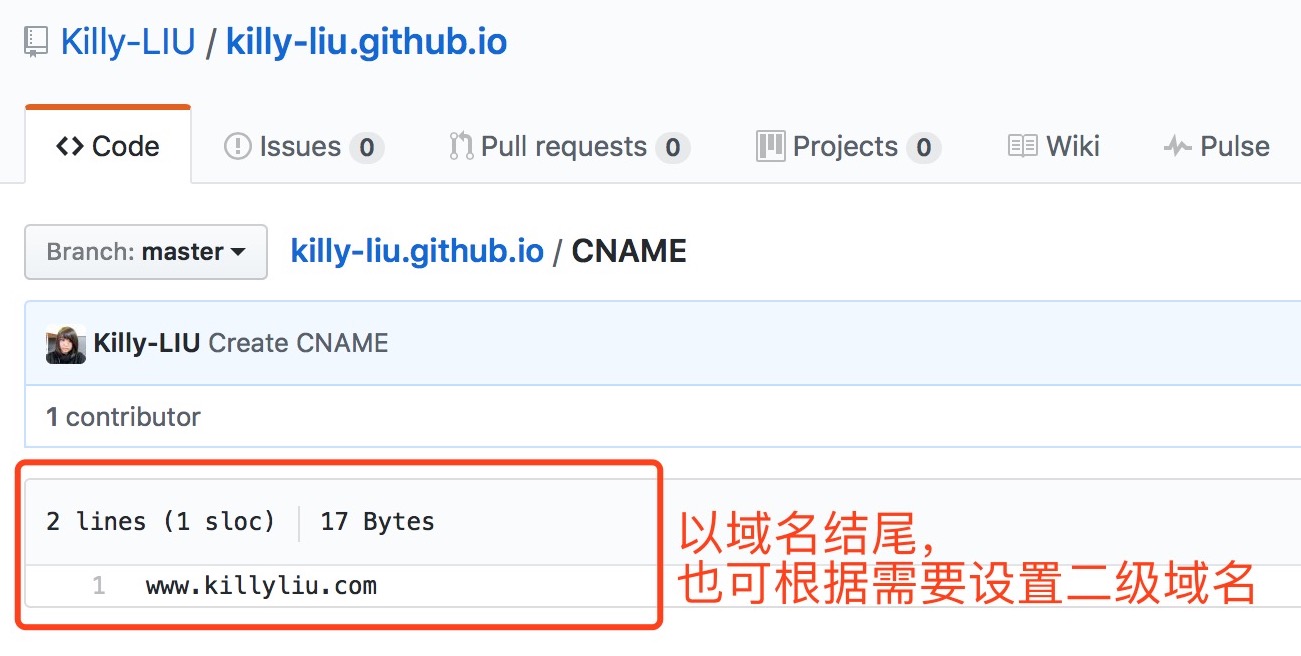 Killy-LIU / killy-liu.github.io
Code Issues 0 Pull requests 0 Projects 0 Wiki Pulse
Branch: master killy-liu.github.io / CNAME
Killy-LIU Create CNAME
1 contributor
2 lines (1 sloc) 17 Bytes
1 www.killyliu.com
以域名结尾，
也可根据需要设置二级域名